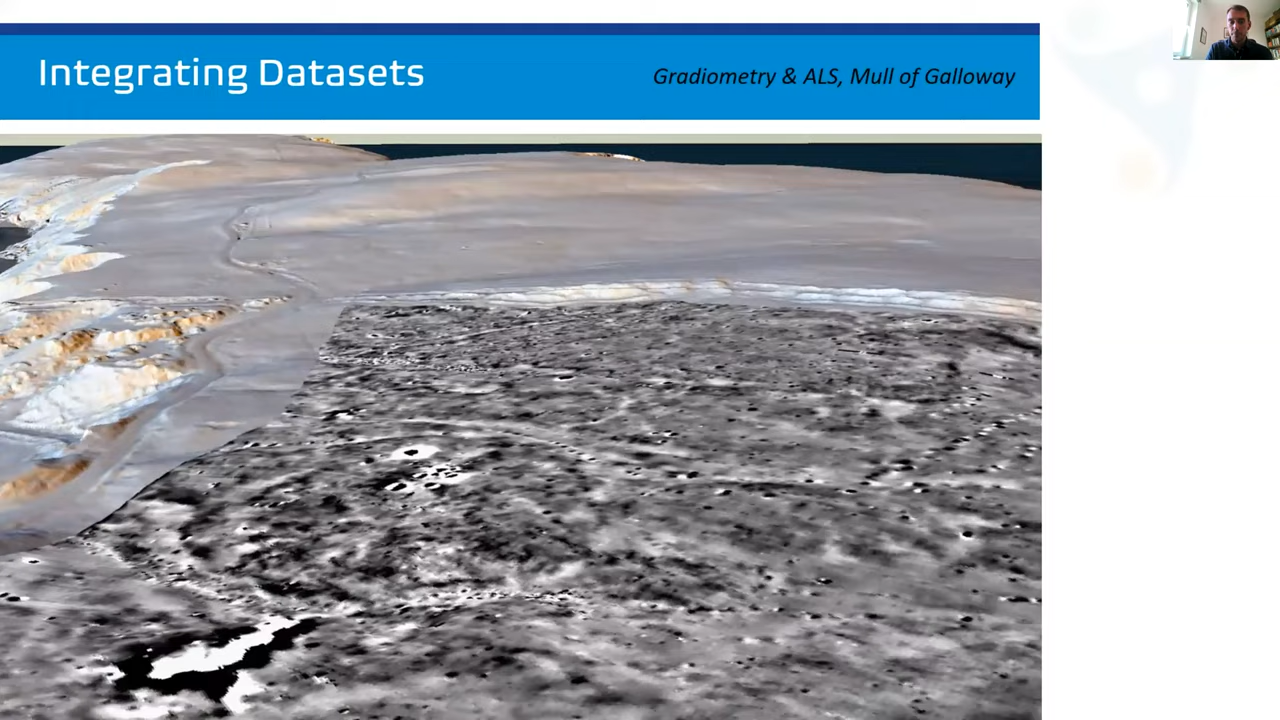 Integrating Datasets
Gradiometry & ALS, Mull of Galloway